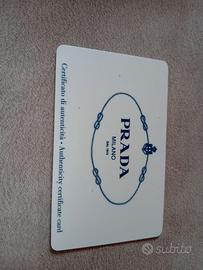 PRADA
MILANO
DAL 1913
Certificato di autenticità • Authenticity certificate card
subito